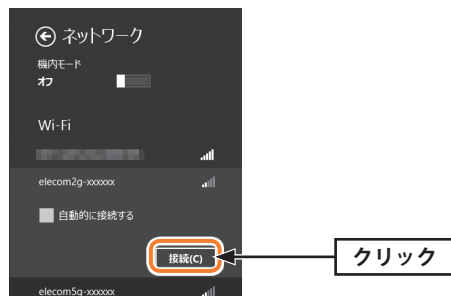 ネットワーク
機内モード
オフ
Wi-Fi
elecom2g-xxxxxx
自動的に接続する
接続(C)
クリック
elecom5g-xxxxxx